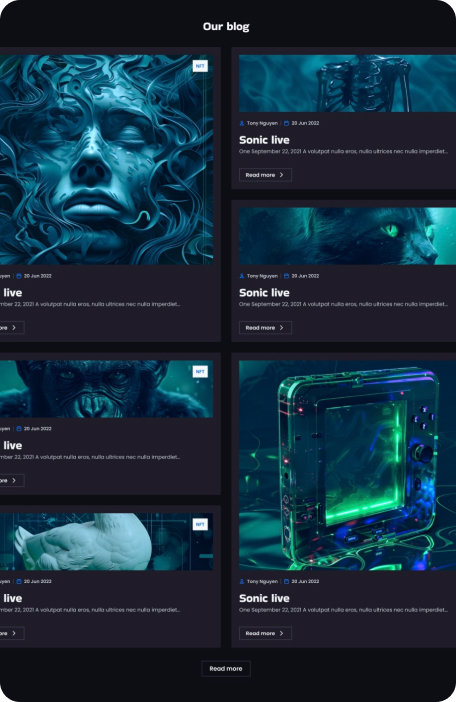 Our blog
NFT
Tony Nguyen | 20 Jun 2022
Sonic live
One September 22, 2021 A volutpat nulla eros, nulla ultrices nec nulla imperdiet...
Read more
yen | 20 Jun 2022
live
mber 22, 2021 A volutpat nulla eros, nulla ultrices nec nulla imperdiet...
ore
Tony Nguyen | 20 Jun 2022
Sonic live
One September 22, 2021 A volutpat nulla eros, nulla ultrices nec nulla imperdiet...
Read more
NFT
yen | 20 Jun 2022
live
mber 22, 2021 A volutpat nulla eros, nulla ultrices nec nulla imperdiet...
ore
NFT
yen | 20 Jun 2022
live
mber 22, 2021 A volutpat nulla eros, nulla ultrices nec nulla imperdiet...
ore
Tony Nguyen | 20 Jun 2022
Sonic live
One September 22, 2021 A volutpat nulla eros, nulla ultrices nec nulla imperdiet...
Read more
Read more